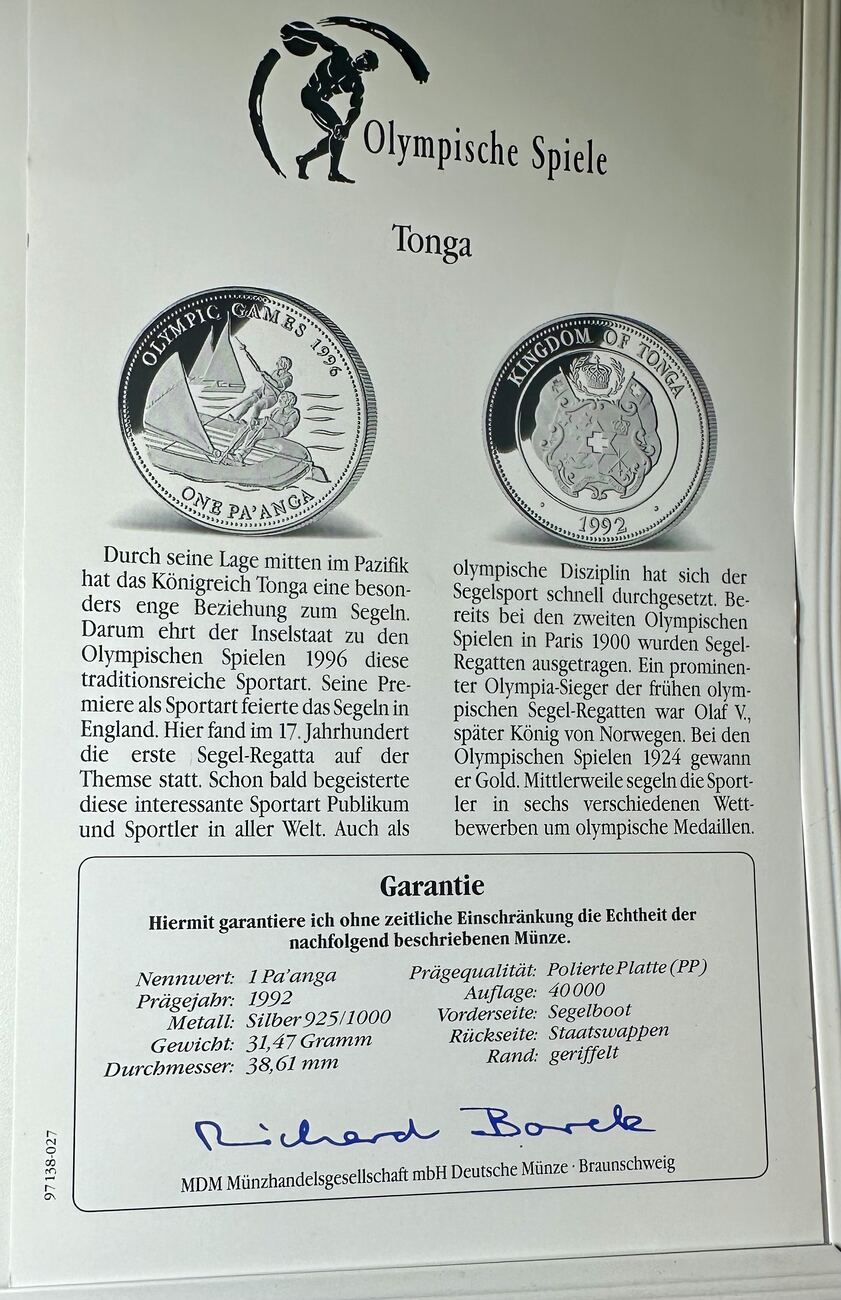 Olympische Spiele
Tonga
OLYMPIC GAMES 1996
ONE PA'ANGA
KINGDOM OF TONGA
1992
Durch seine Lage mitten im Pazifik
hat das Königreich Tonga eine beson-
ders enge Beziehung zum Segeln.
Darum ehrt der Inselstaat zu den
Olympischen Spielen 1996 diese
traditionsreiche Sportart. Seine Pre-
miere als Sportart feierte das Segeln in
England. Hier fand im 17. Jahrhundert
die erste Segel-Regatta auf der
Themse statt. Schon bald begeisterte
diese interessante Sportart Publikum
und Sportler in aller Welt. Auch als
olympische Disziplin hat sich der
Segelsport schnell durchgesetzt. Be-
reits bei den zweiten Olympischen
Spielen in Paris 1900 wurden Segel-
Regatten ausgetragen. Ein prominen-
ter Olympia-Sieger der frühen olym-
pischen Segel-Regatten war Olaf V.,
später König von Norwegen. Bei den
Olympischen Spielen 1924 gewann
er Gold. Mittlerweile segeln die Sport-
ler in sechs verschiedenen Wett-
bewerben um olympische Medaillen.
Garantie
Hiermit garantiere ich ohne zeitliche Einschränkung die Echtheit der
nachfolgend beschriebenen Münze.
Nennwert: 1 Pa'anga
Prägejahr: 1992
Metall: Silber 925/1000
Gewicht: 31,47 Gramm
Durchmesser: 38,61 mm
Prägequalität: Polierte Platte (PP)
Auflage: 40 000
Vorderseite: Segelboot
Rückseite: Staatswappen
Rand: geriffelt
Richard Borek
MDM Münzhandelsgesellschaft mbH Deutsche Münze · Braunschweig
97138-027